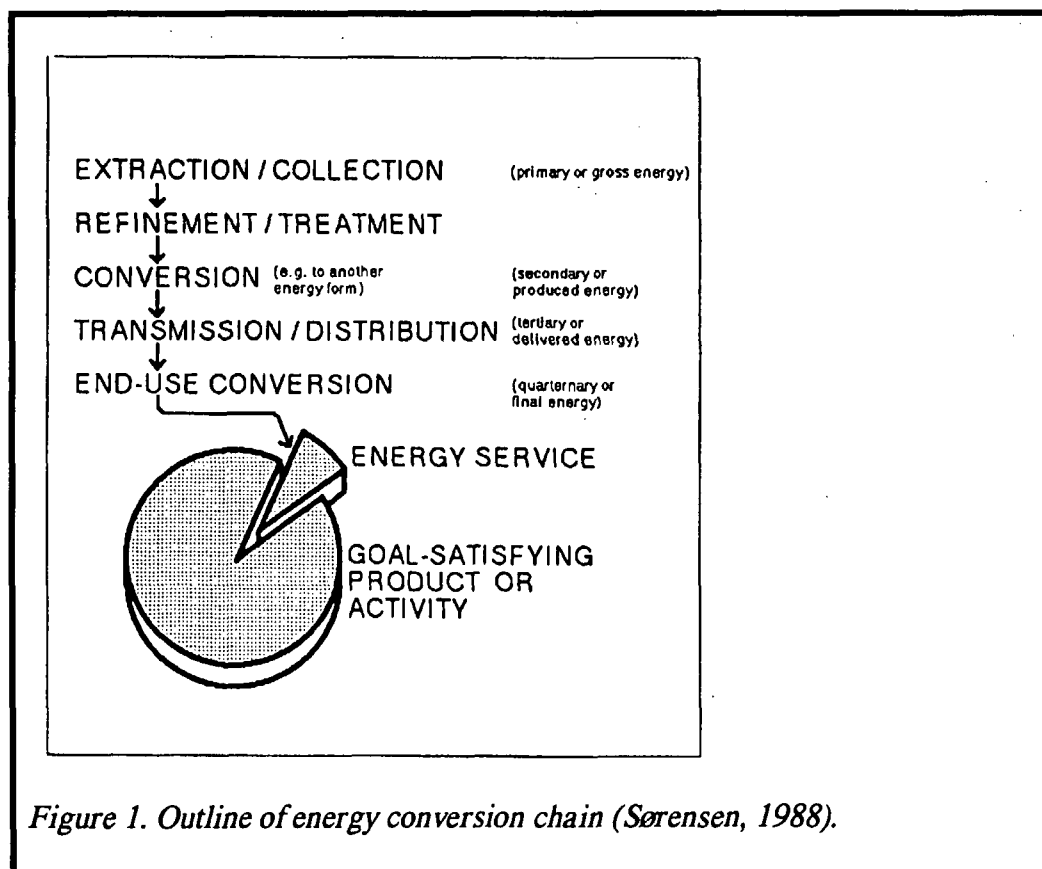 EXTRACTION / COLLECTION (primary or gross energy)
REFINEMENT / TREATMENT
CONVERSION (e.g. to another energy form) (secondary or produced energy)
TRANSMISSION / DISTRIBUTION (tertiary or delivered energy)
END-USE CONVERSION (quarternary or final energy)
ENERGY SERVICE
GOAL-SATISFYING
PRODUCT OR
ACTIVITY
Figure 1. Outline of energy conversion chain (Sørensen, 1988).